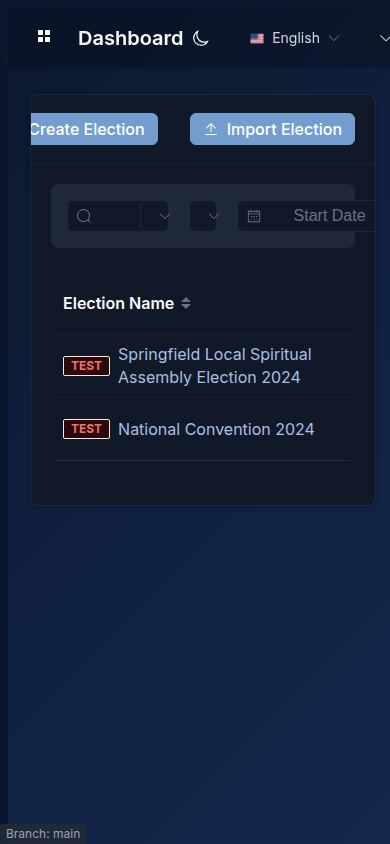 Dashboard
English
Create Election
Import Election
Start Date
Election Name
TEST
Springfield Local Spiritual
Assembly Election 2024
TEST
National Convention 2024
Branch: main